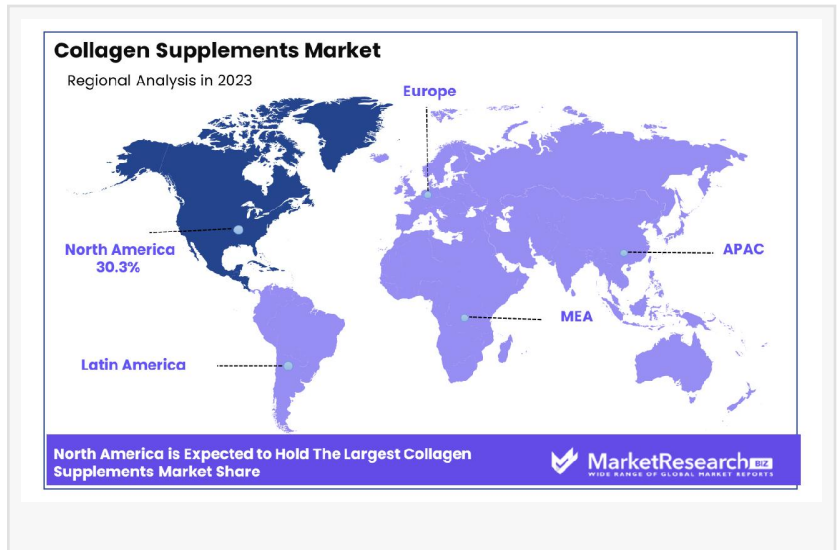 Collagen Supplements Market
Regional Analysis in 2023
Europe
North America
30.3%
APAC
MEA
Latin America
North America is Expected to Hold The Largest Collagen
Supplements Market Share
MarketResearch BIZ
WIDE RANGE OF GLOBAL MARKET REPORTS